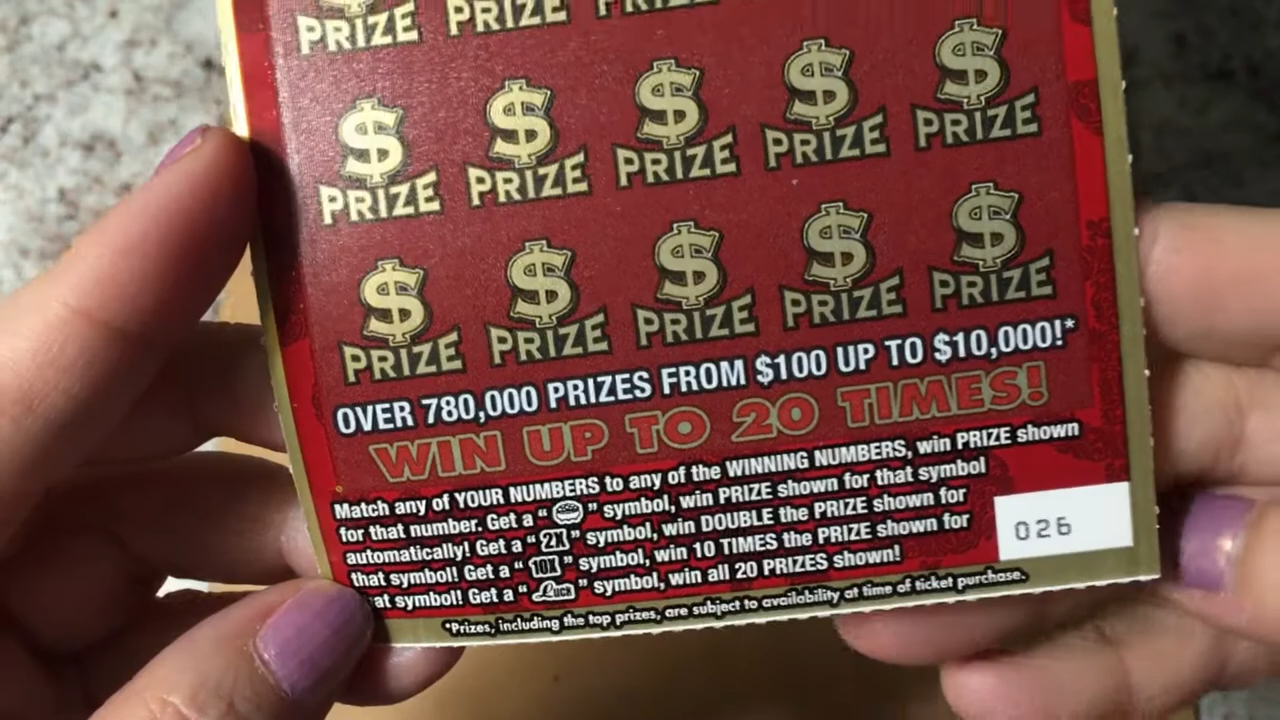 PRIZE PRIZE PRIZE
$ $ $ $ $
PRIZE PRIZE PRIZE PRIZE PRIZE
$ $ $ $ $
PRIZE PRIZE PRIZE PRIZE PRIZE
OVER 780,000 PRIZES FROM $100 UP TO $10,000!*
WIN UP TO 20 TIMES!
Match any of YOUR NUMBERS to any of the WINNING NUMBERS, win PRIZE shown
for that number. Get a " " symbol, win PRIZE shown for that symbol
automatically! Get a " 2X " symbol, win DOUBLE the PRIZE shown for
that symbol! Get a " 10X " symbol, win 10 TIMES the PRIZE shown for
at symbol! Get a " Luck " symbol, win all 20 PRIZES shown!
026
*Prizes, including the top prizes, are subject to availability at time of ticket purchase.